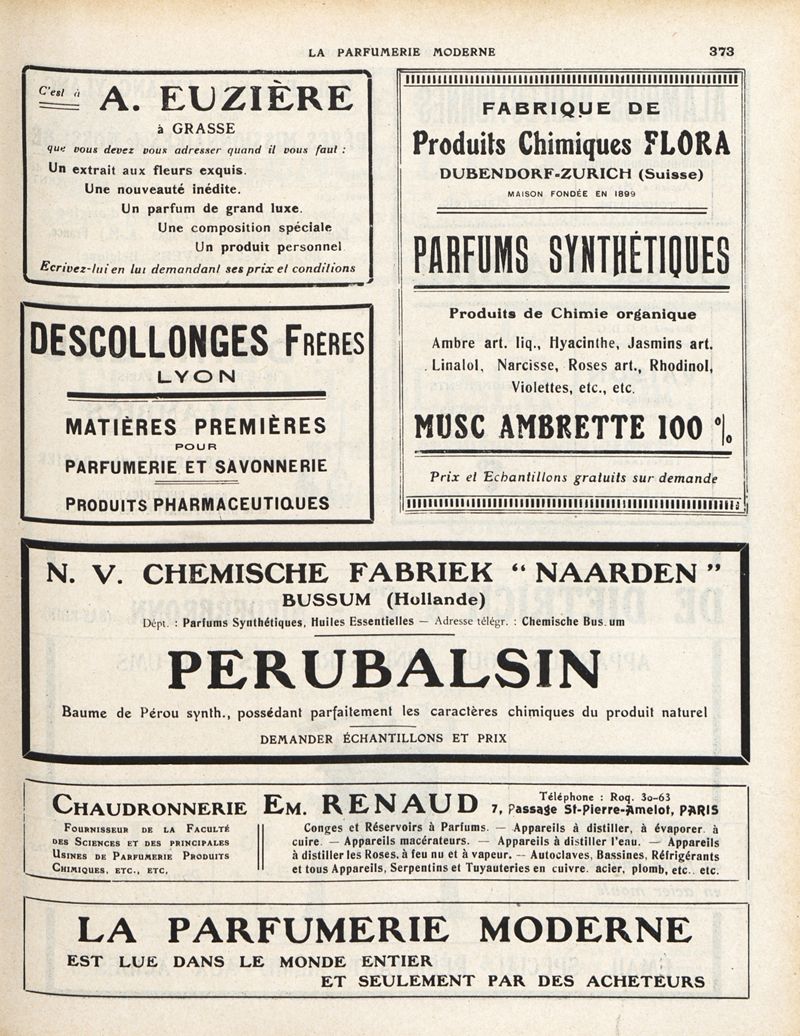 LA PARFUMERIE MODERNE
373
C'est à A. EUZIÈRE
à GRASSE
que vous devez vous adresser quand il vous faut :
Un extrait aux fleurs exquis.
Une nouveauté inédite.
Un parfum de grand luxe.
Une composition spéciale
Un produit personnel
Ecrivez-lui en lui demandant ses prix et conditions
DESCOLLONGES FRÈRES
LYON
MATIÈRES PREMIÈRES
POUR
PARFUMERIE ET SAVONNERIE
PRODUITS PHARMACEUTIQUES
FABRIQUE DE
Produits Chimiques FLORA
DUBENDORF-ZURICH (Suisse)
MAISON FONDÉE EN 1899
PARFUMS SYNTHÉTIQUES
Produits de Chimie organique
Ambre art. liq., Hyacinthe, Jasmins art.
Linalol, Narcisse, Roses art., Rhodinol,
Violettes, etc., etc.
MUSC AMBRETTE 100 %
Prix et Echantillons gratuits sur demande
N. V. CHEMISCHE FABRIEK “ NAARDEN ”
BUSSUM (Hollande)
Dépt. : Parfums Synthétiques, Huiles Essentielles — Adresse télégr. : Chemische Bus.um
PERUBALSIN
Baume de Pérou synth., possédant parfaitement les caractères chimiques du produit naturel
DEMANDER ÉCHANTILLONS ET PRIX
CHAUDRONNERIE EM. RENAUD
Téléphone : Roq. 30-63
7, Passage St-Pierre-Amelot, PARIS
FOURNISSEUR DE LA FACULTÉ
DES SCIENCES ET DES PRINCIPALES
USINES DE PARFUMERIE PRODUITS
CHIMIQUES, ETC., ETC,
Conges et Réservoirs à Parfums. — Appareils à distiller, à évaporer à
cuire. — Appareils macérateurs. — Appareils à distiller l'eau. — Appareils
à distiller les Roses, à feu nu et à vapeur. — Autoclaves, Bassines, Réfrigérants
et tous Appareils, Serpentins et Tuyauteries en cuivre. acier, plomb, etc.. etc.
LA PARFUMERIE MODERNE
EST LUE DANS LE MONDE ENTIER
ET SEULEMENT PAR DES ACHETEURS